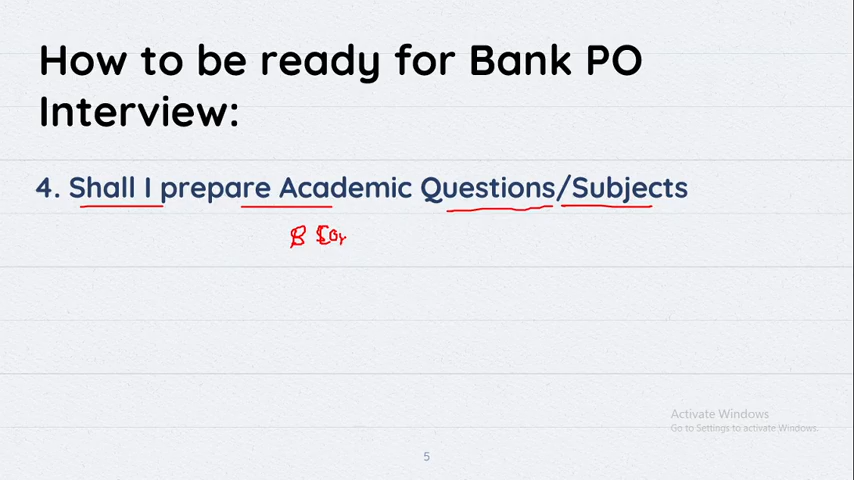 How to be ready for Bank PO
Interview:
4. Shall I prepare Academic Questions/Subjects
B
Activate Windows
Go to Settings to activate Windows.
5